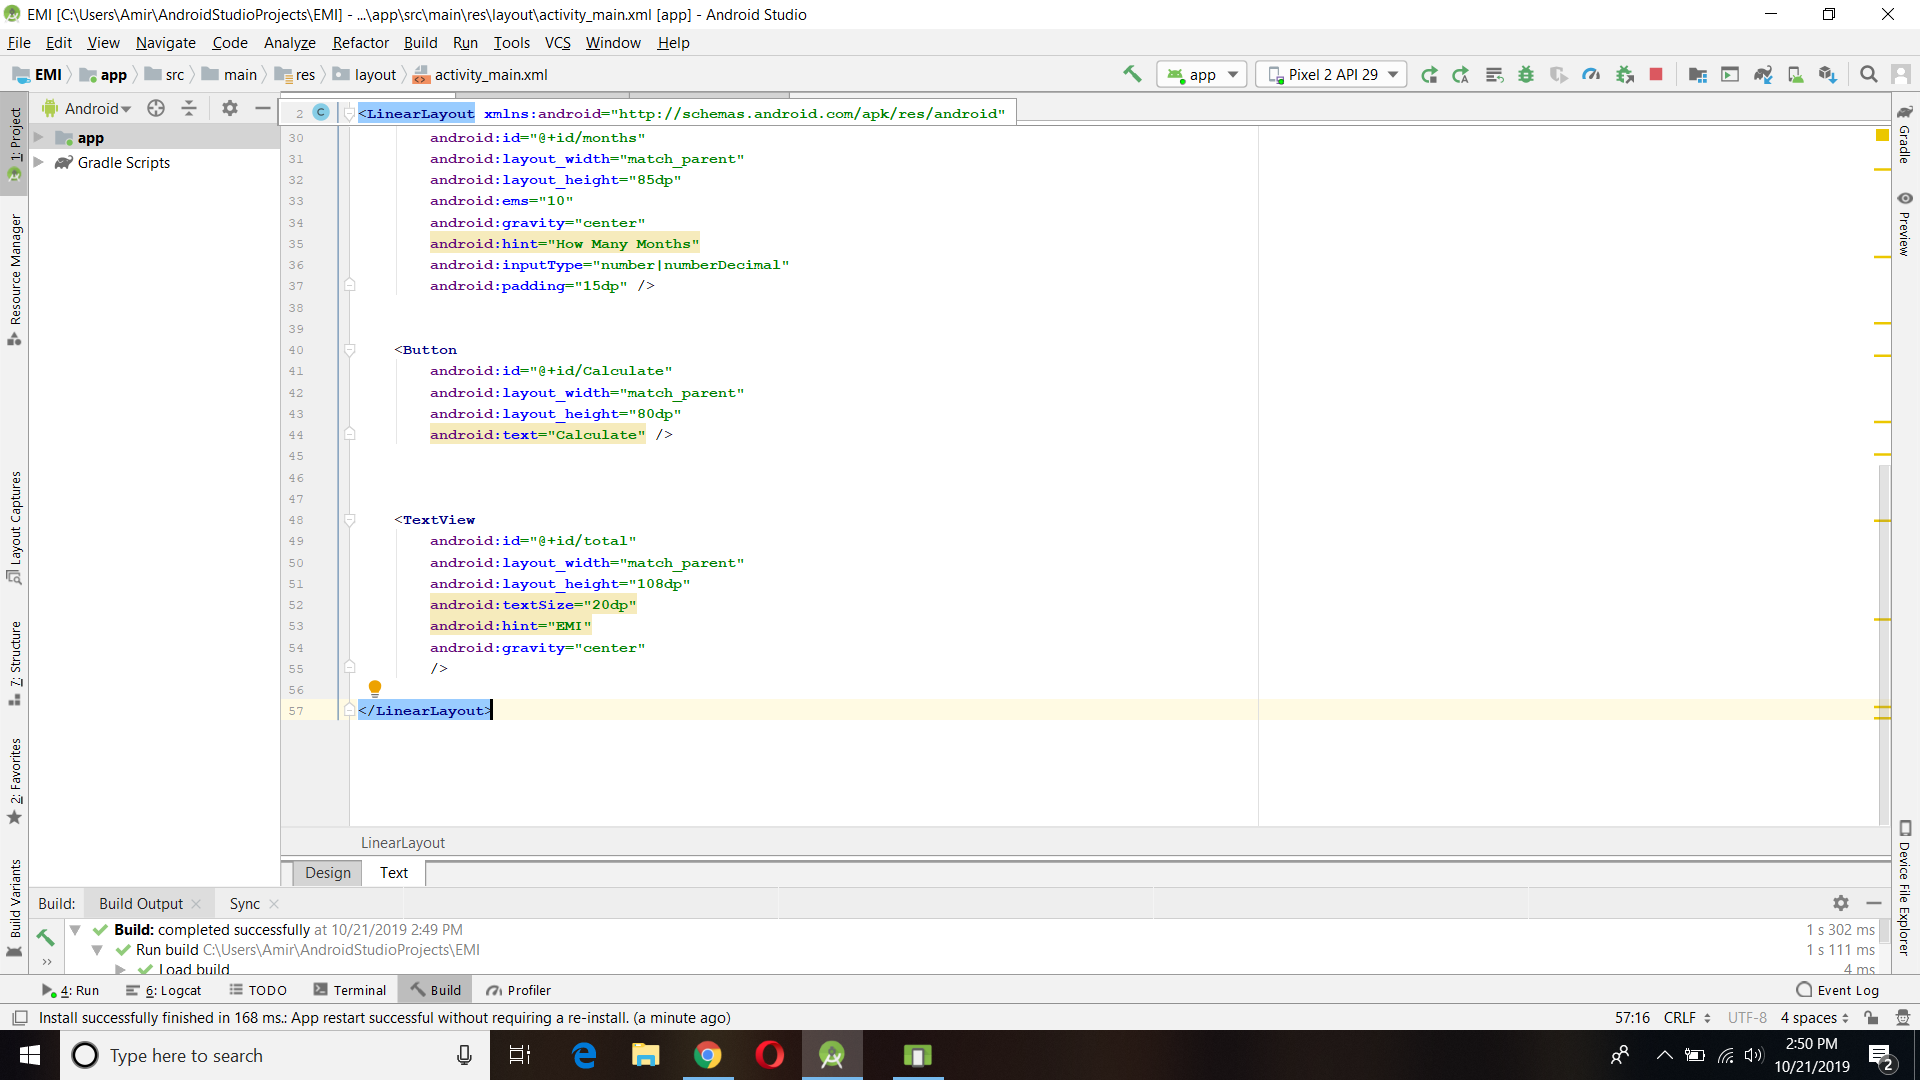 EMI [C:\Users\Amir\AndroidStudioProjects\EMI] - ...\app\src\main\res\layout\activity_main.xml [app] - Android Studio
File Edit View Navigate Code Analyze Refactor Build Run Tools VCS Window Help
EMI app src main res layout activity_main.xml app Pixel 2 API 29
Android
app
Gradle Scripts
1: Project
Resource Manager
Layout Captures
7: Structure
2: Favorites
Build Variants
2 C <LinearLayout xmlns:android="http://schemas.android.com/apk/res/android"
30 android:id="@+id/months"
31 android:layout_width="match_parent"
32 android:layout_height="85dp"
33 android:ems="10"
34 android:gravity="center"
35 android:hint="How Many Months"
36 android:inputType="number|numberDecimal"
37 android:padding="15dp" />
38
39
40 <Button
41 android:id="@+id/Calculate"
42 android:layout_width="match_parent"
43 android:layout_height="80dp"
44 android:text="Calculate" />
45
46
47
48 <TextView
49 android:id="@+id/total"
50 android:layout_width="match_parent"
51 android:layout_height="108dp"
52 android:textSize="20dp"
53 android:hint="EMI"
54 android:gravity="center"
55 />
56
57 </LinearLayout>
LinearLayout
Design Text
Gradle
Preview
Device File Explorer
Build: Build Output Sync
Build: completed successfully at 10/21/2019 2:49 PM 1 s 302 ms
Run build C:\Users\Amir\AndroidStudioProjects\EMI 1 s 111 ms
Load build 4 ms
4: Run 6: Logcat TODO Terminal Build Profiler Event Log
Install successfully finished in 168 ms.: App restart successful without requiring a re-install. (a minute ago) 57:16 CRLF UTF-8 4 spaces
Type here to search
2:50 PM
10/21/2019
2